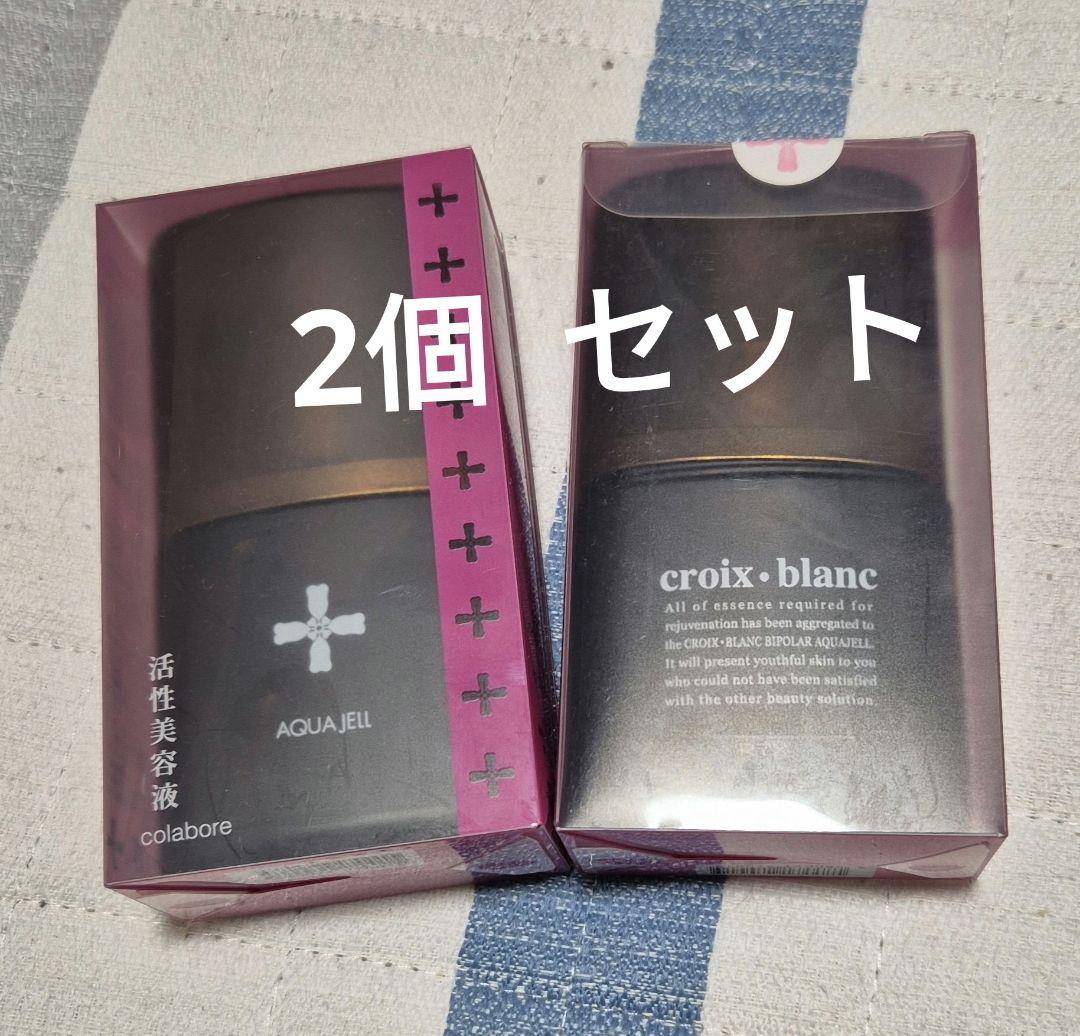 2個 セット
AQUA JELL
活性美容液
colabore
croix•blanc
All of essence required for
rejuvenation has been aggregated to
the CROIX•BLANC BIPOLAR AQUAJELL.
It will present youthful skin to you
who could not have been satisfied
with the other beauty solution.